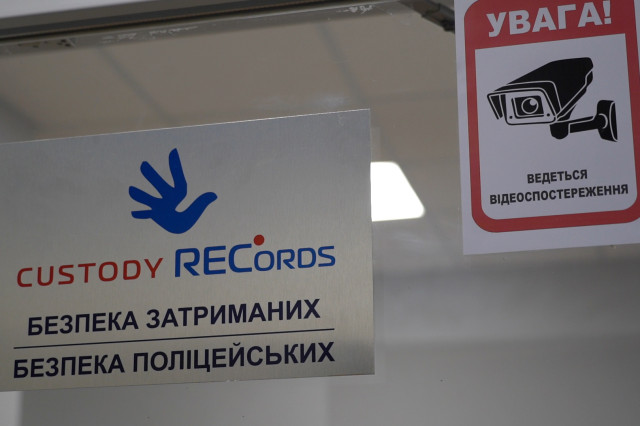 CUSTODY RECORDS
БЕЗПЕКА ЗАТРИМАНИХ
БЕЗПЕКА ПОЛІЦЕЙСЬКИХ
УВАГА!
ВЕДЕТЬСЯ
ВІДЕОСПОСТЕРЕЖЕННЯ